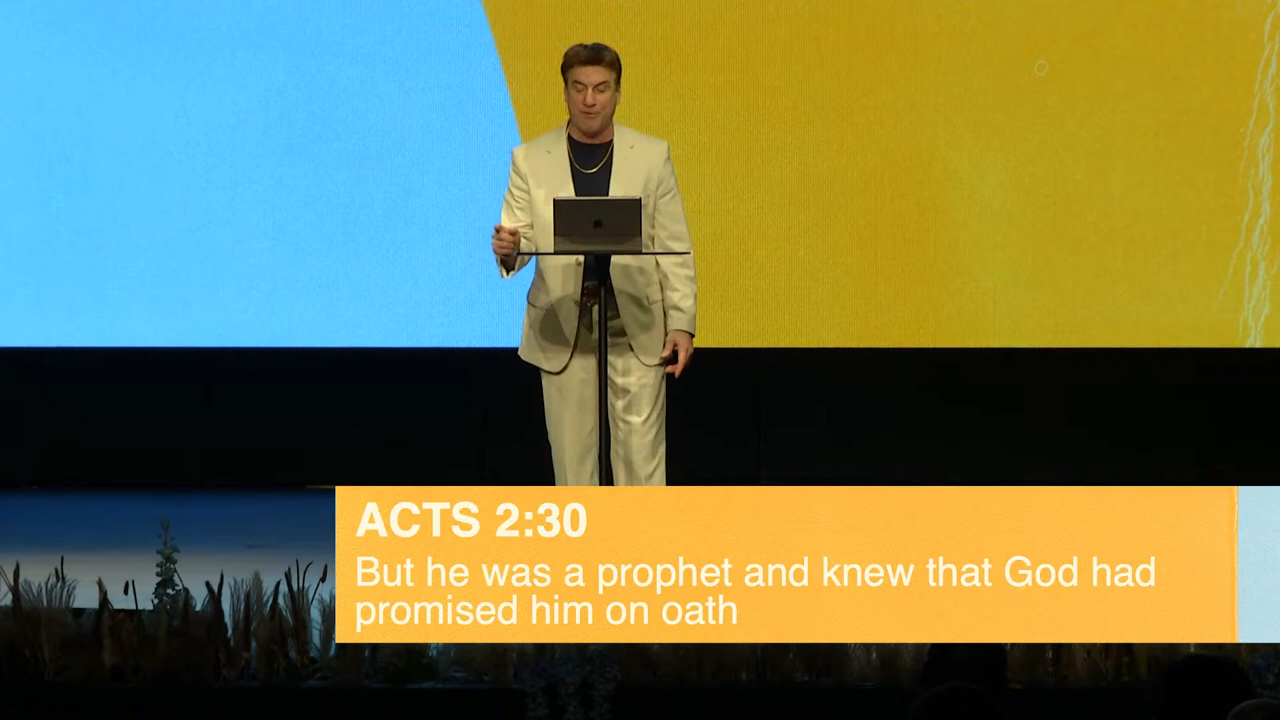 ACTS 2:30
But he was a prophet and knew that God had
promised him on oath